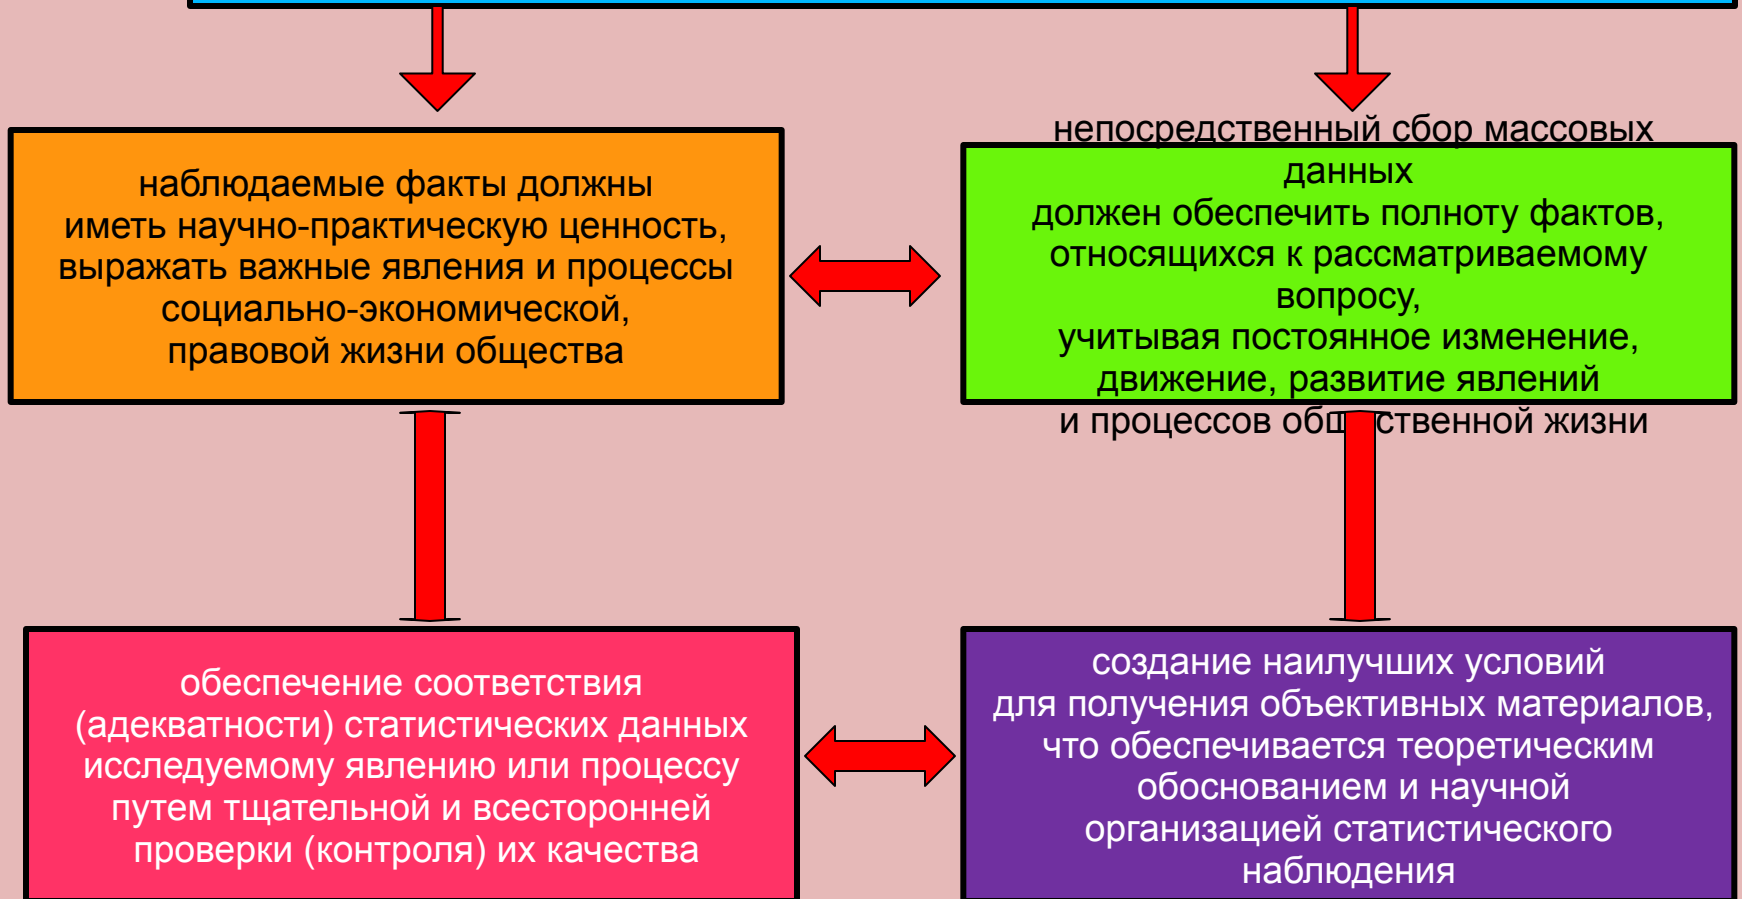 наблюдаемые факты должны
иметь научно-практическую ценность,
выражать важные явления и процессы
социально-экономической,
правовой жизни общества
непосредственный сбор массовых
данных
должен обеспечить полноту фактов,
относящихся к рассматриваемому
вопросу,
учитывая постоянное изменение,
движение, развитие явлений
и процессов общественной жизни
обеспечение соответствия
(адекватности) статистических данных
исследуемому явлению или процессу
путем тщательной и всесторонней
проверки (контроля) их качества
создание наилучших условий
для получения объективных материалов,
что обеспечивается теоретическим
обоснованием и научной
организацией статистического
наблюдения